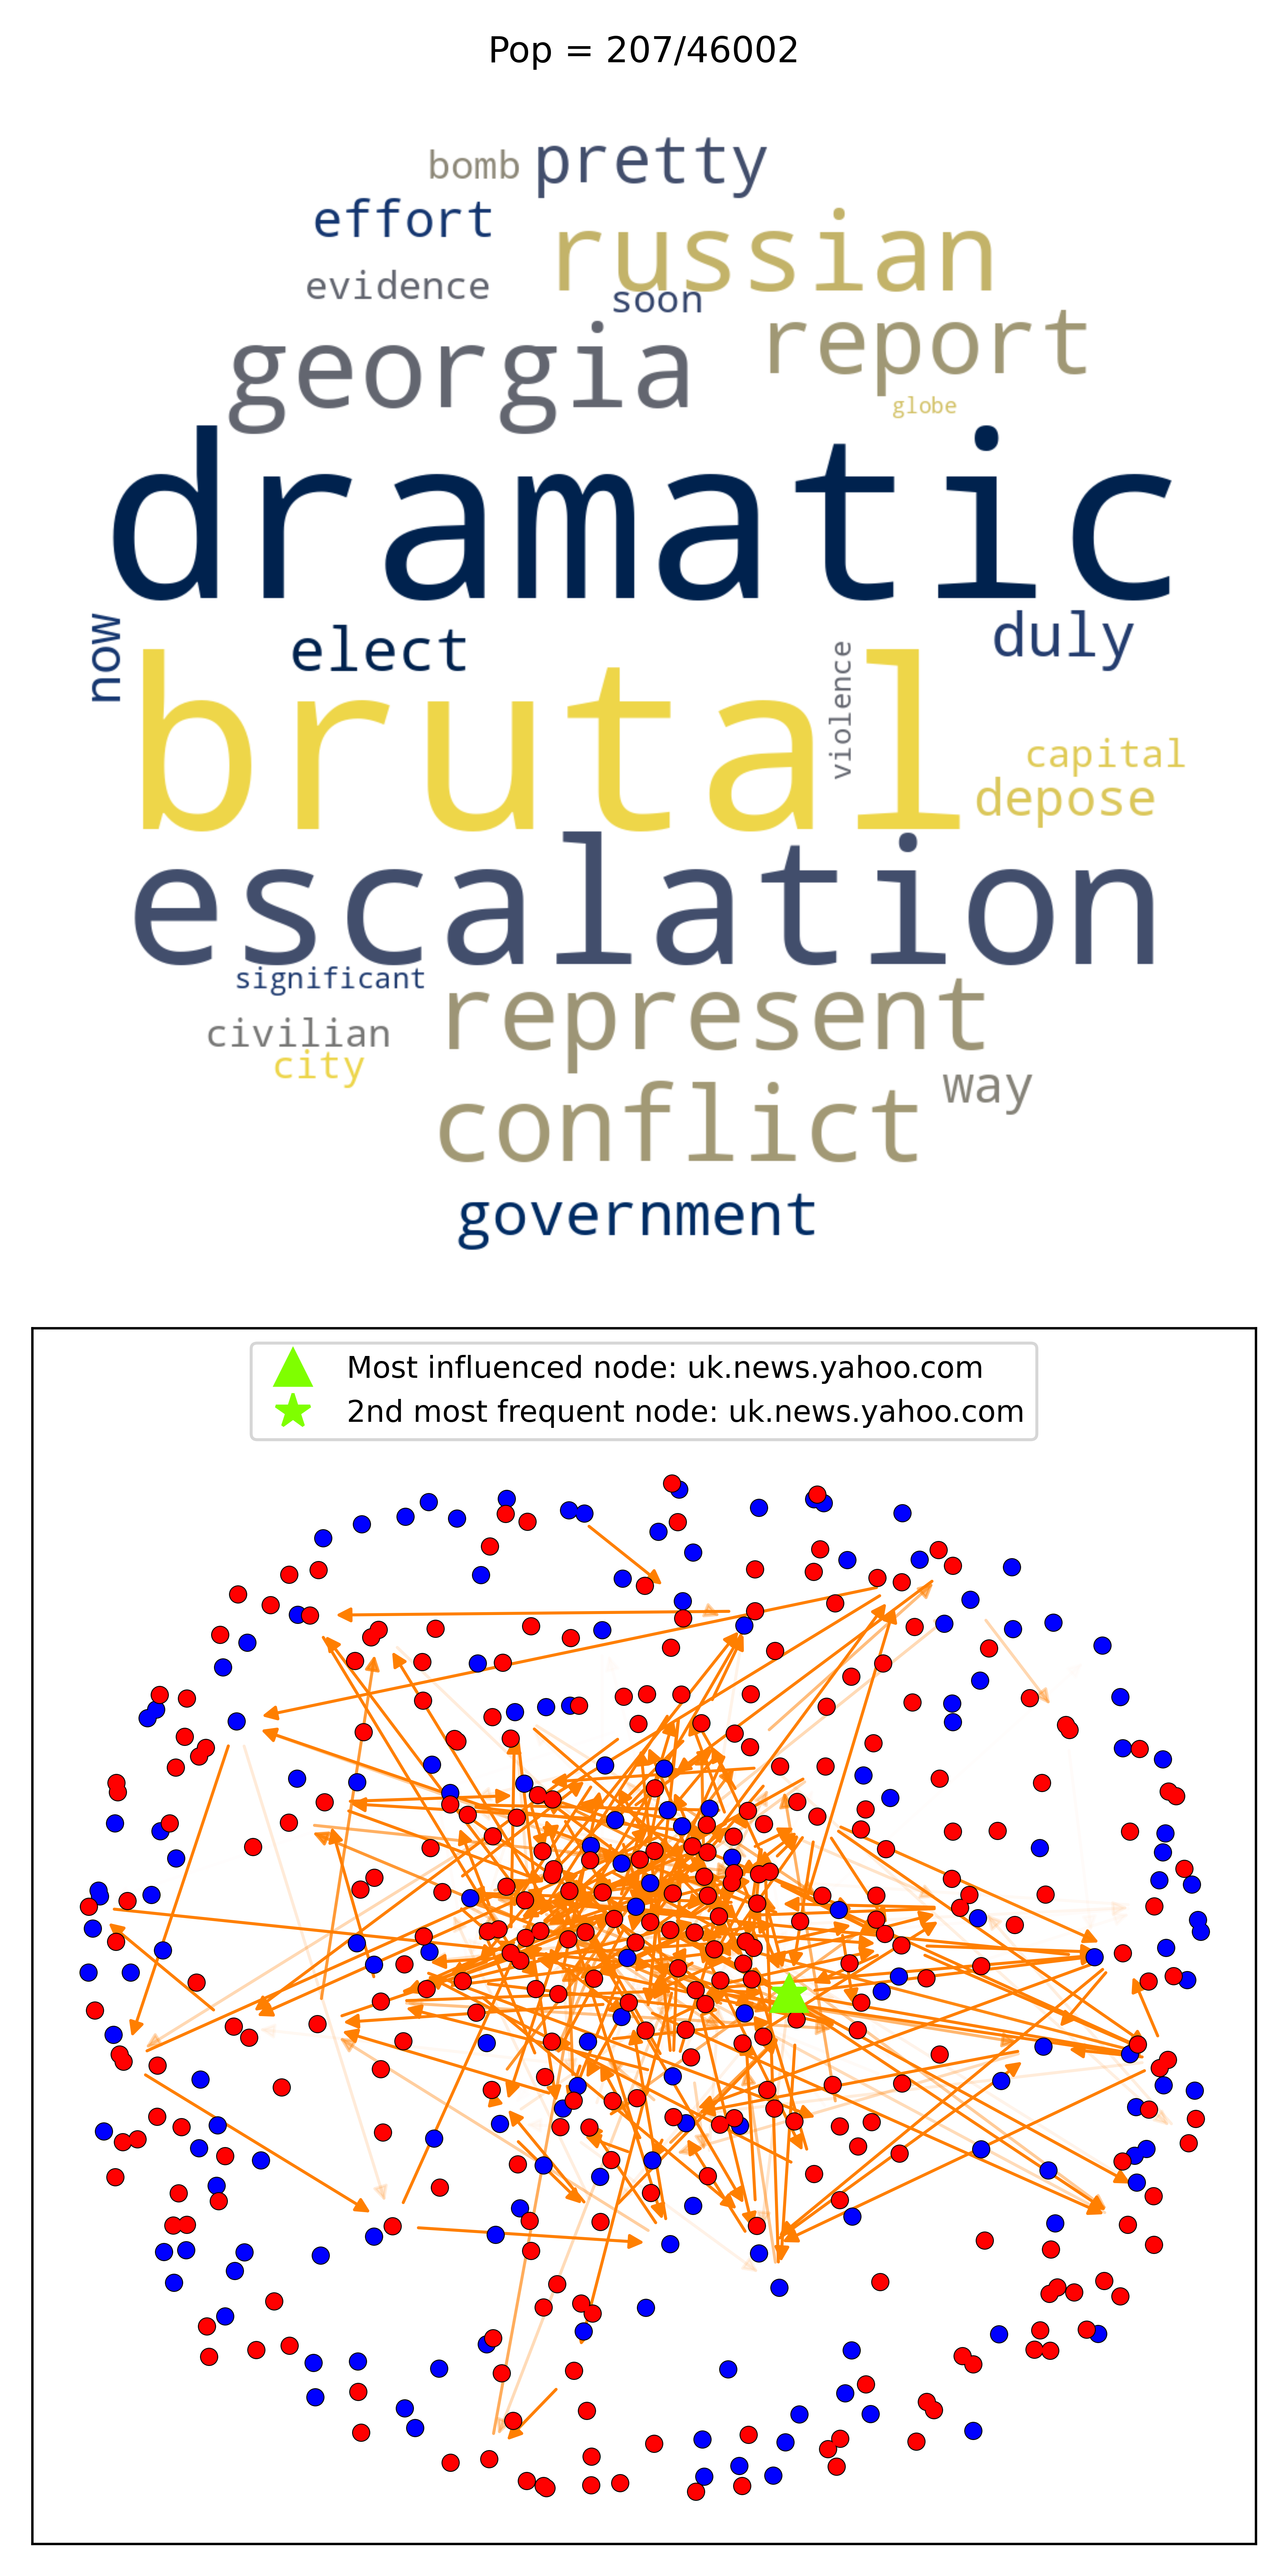 Pop = 207/46002
bomb pretty
effort
russian
evidence
soon
georgia
report
globe
dramatic
now
elect
duly
brutal
violence
capital
depose
escalation
significant
represent
civilian
city
way
conflict
government
Most influenced node: uk.news.yahoo.com
2nd most frequent node: uk.news.yahoo.com